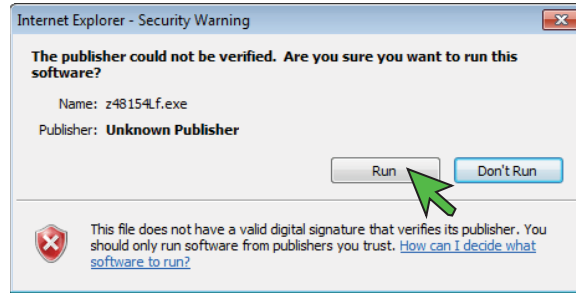 Internet Explorer - Security Warning
The publisher could not be verified. Are you sure you want to run this
software?
Name: z48154Lf.exe
Publisher: Unknown Publisher
Run Don't Run
This file does not have a valid digital signature that verifies its publisher. You
should only run software from publishers you trust. How can I decide what
software to run?